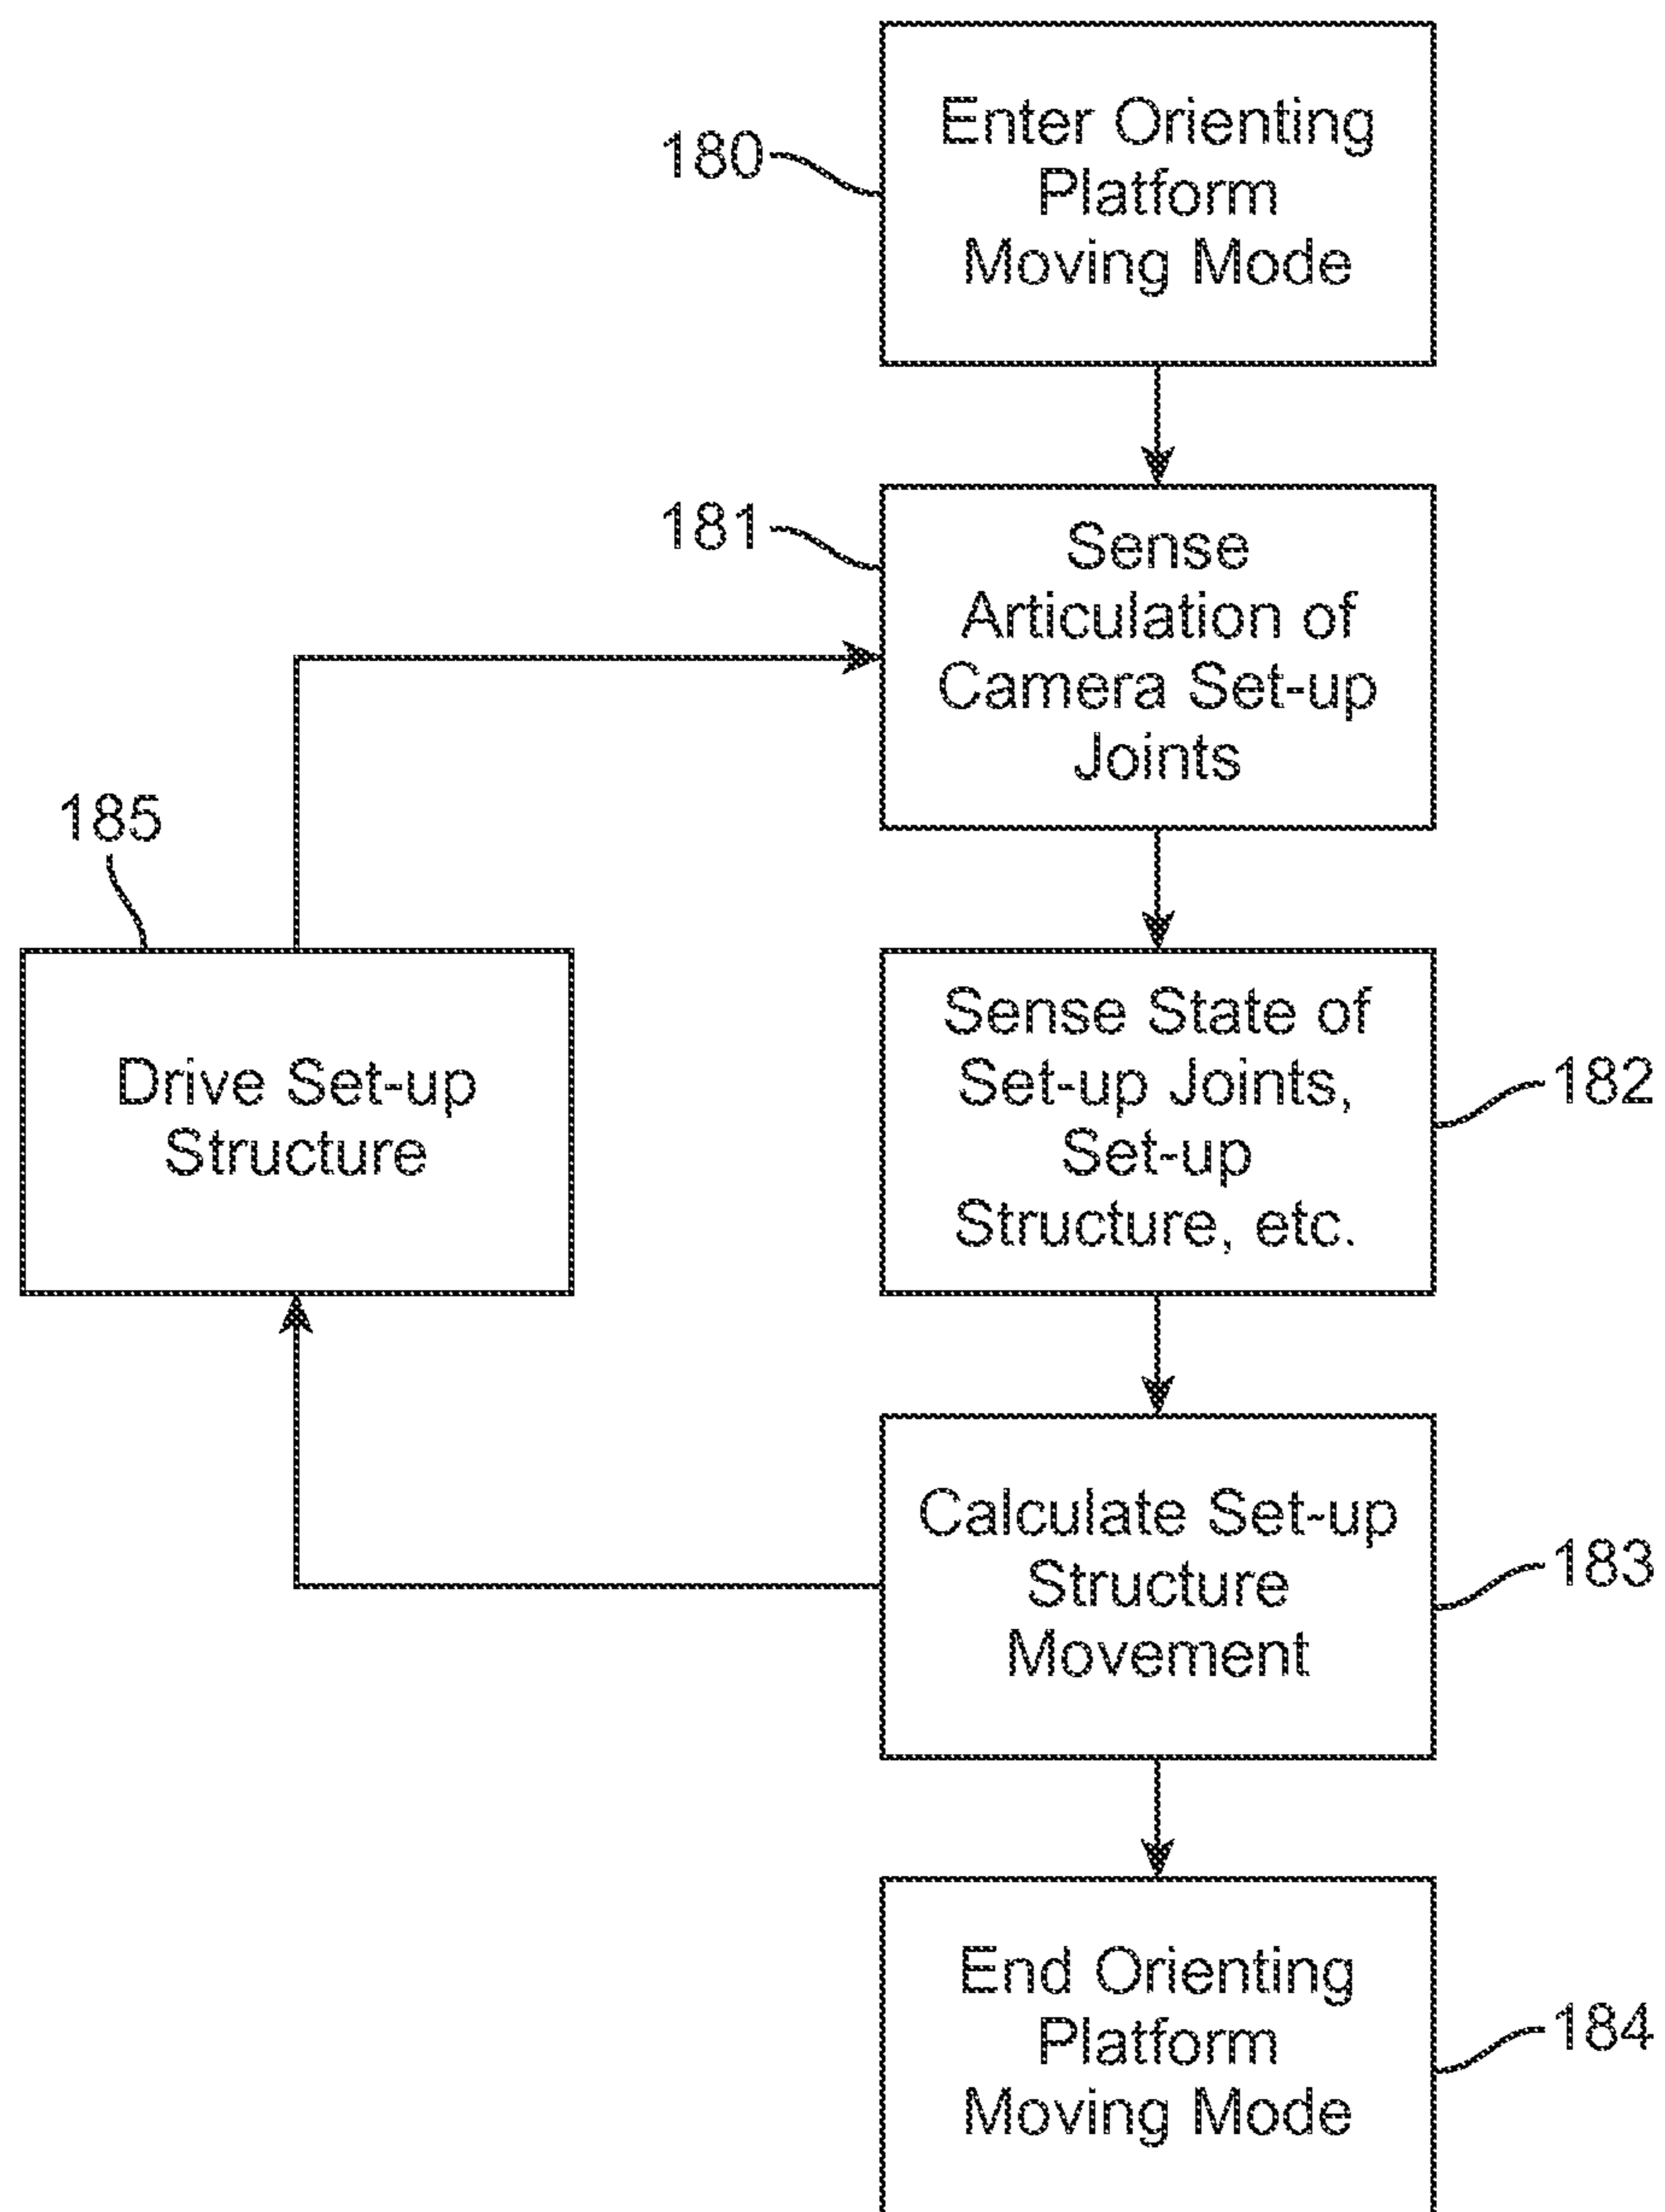 180
Enter Orienting
Platform
Moving Mode
181
Sense
Articulation of
Camera Set-up
Joints
185
Drive Set-up
Structure
Sense State of
Set-up Joints,
Set-up
Structure, etc.
182
Calculate Set-up
Structure
Movement
183
End Orienting
Platform
Moving Mode
184